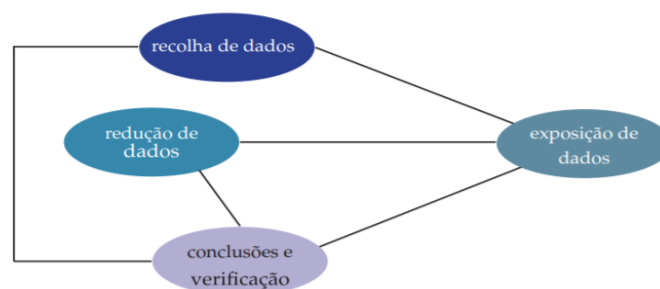 recolha de dados
redução de
dados
exposição de
dados
conclusões e
verificação